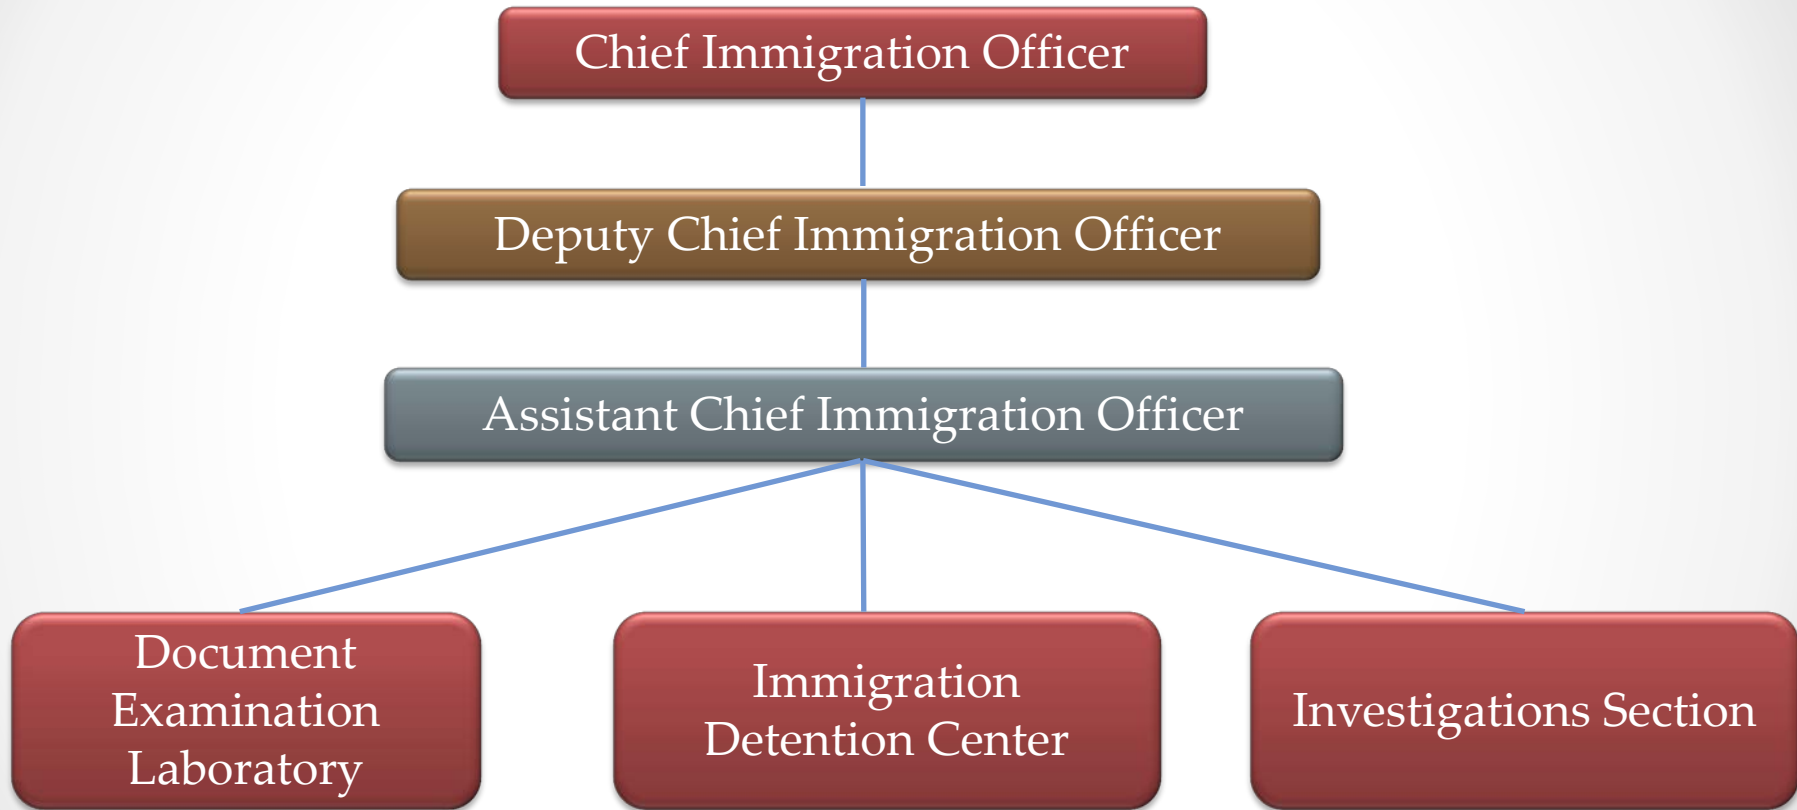 Chief Immigration Officer
Deputy Chief Immigration Officer
Assistant Chief Immigration Officer
Document
Examination
Laboratory
Immigration
Detention Center
Investigations Section